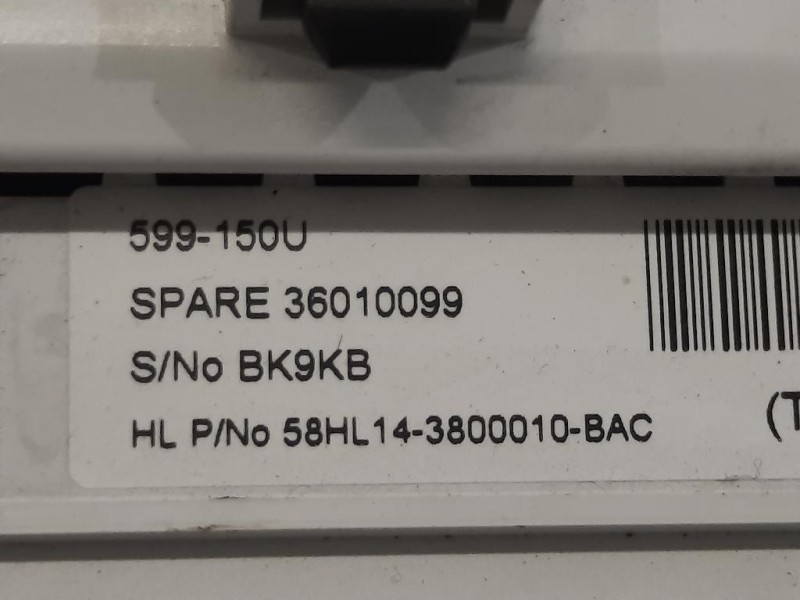 599-150U
SPARE 36010099
S/No BK9KB
HL P/No 58HL14-3800010-BAC
(T